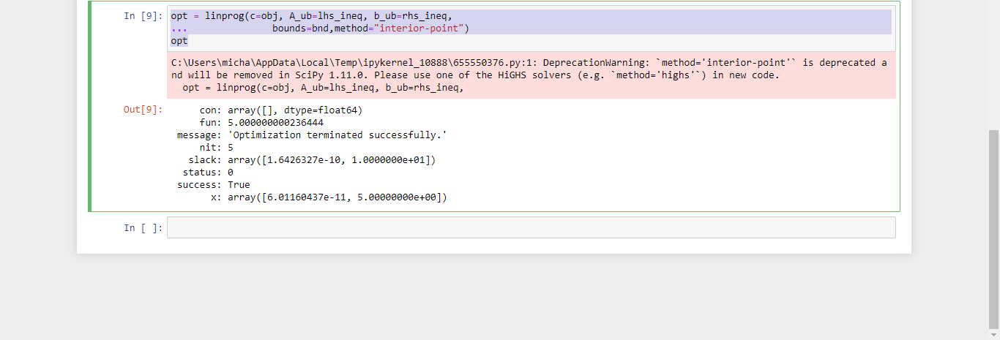 In [9]: opt = linprog(c=obj, A_ub=lhs_ineq, b_ub=rhs_ineq,
...               bounds=bnd,method="interior-point")
opt
C:\Users\micha\AppData\Local\Temp\ipykernel_10888\655550376.py:1: DeprecationWarning: `method='interior-point'` is deprecated a
nd will be removed in SciPy 1.11.0. Please use one of the HiGHS solvers (e.g. `method='highs'`) in new code.
  opt = linprog(c=obj, A_ub=lhs_ineq, b_ub=rhs_ineq,
Out[9]:      con: array([], dtype=float64)
     fun: 5.000000000236444
 message: 'Optimization terminated successfully.'
     nit: 5
   slack: array([1.6426327e-10, 1.0000000e+01])
  status: 0
 success: True
       x: array([6.01160437e-11, 5.00000000e+00])
In [ ]: